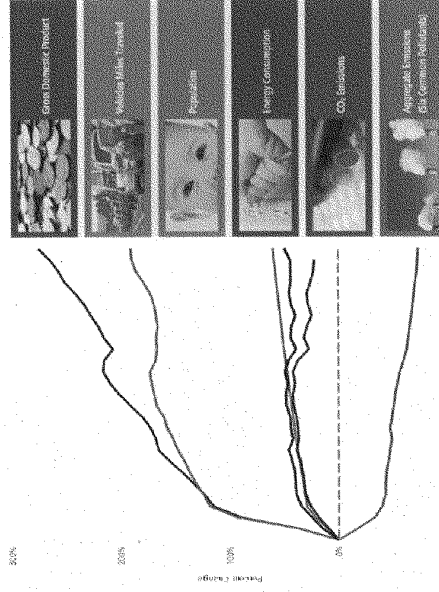 Gross Domestic Product
Vehicles Miles Traveled
Population
Energy Consumption
CO₂ Emissions
Aggregate Emissions
(Six Common Pollutants)
300%
200%
100%
0%
Percent Change